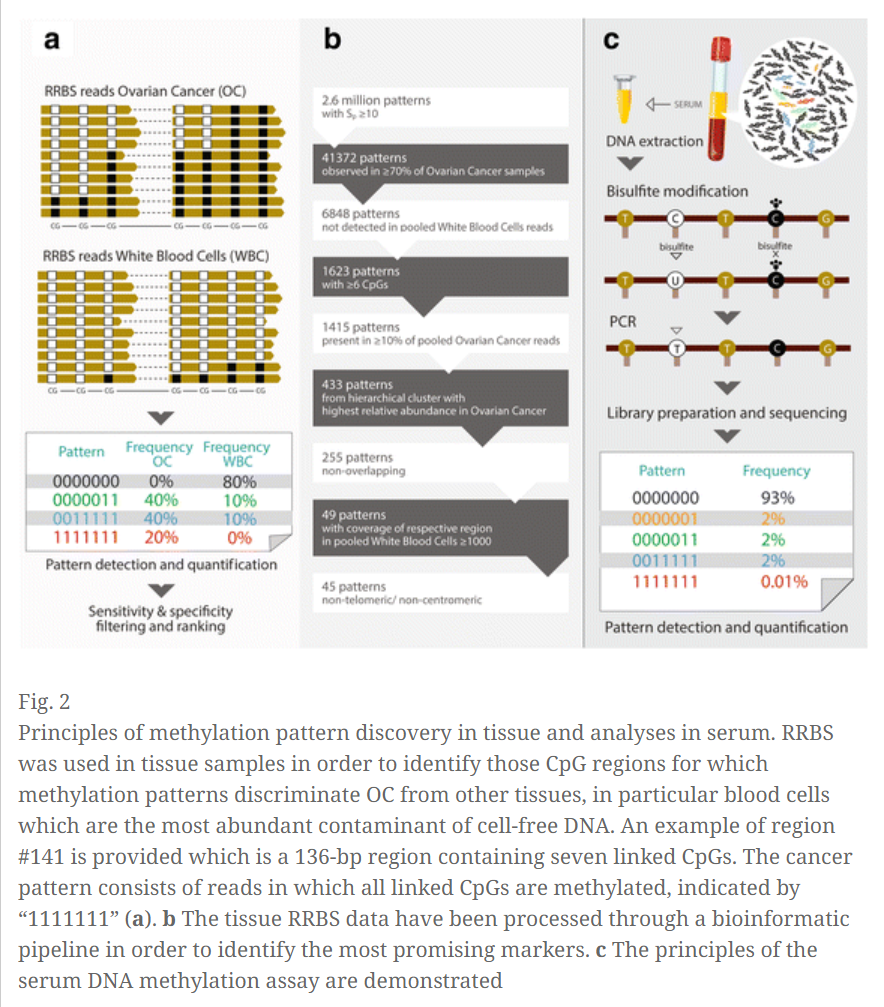 a
RRBS reads Ovarian Cancer (OC)
CG CG CG CG CG CG CG
RRBS reads White Blood Cells (WBC)
CG CG CG CG CG CG CG
Pattern Frequency OC Frequency WBC
0000000 0% 80%
0000011 40% 10%
0011111 40% 10%
1111111 20% 0%
Pattern detection and quantification
Sensitivity & specificity
filtering and ranking
b
2.6 million patterns
with Sₚ ≥10
41372 patterns
observed in ≥70% of Ovarian Cancer samples
6848 patterns
not detected in pooled White Blood Cells reads
1623 patterns
with ≥6 CpGs
1415 patterns
present in ≥10% of pooled Ovarian Cancer reads
433 patterns
from hierarchical cluster with
highest relative abundance in Ovarian Cancer
255 patterns
non-overlapping
49 patterns
with coverage of respective region
in pooled White Blood Cells ≥1000
45 patterns
non-telomeric/ non-centromeric
c
SERUM
DNA extraction
Bisulfite modification
T C T C G
bisulfite bisulfite
X
T U T C G
PCR
T T T C G
Library preparation and sequencing
Pattern Frequency
0000000 93%
0000001 2%
0000011 2%
0011111 2%
1111111 0.01%
Pattern detection and quantification
Fig. 2
Principles of methylation pattern discovery in tissue and analyses in serum. RRBS
was used in tissue samples in order to identify those CpG regions for which
methylation patterns discriminate OC from other tissues, in particular blood cells
which are the most abundant contaminant of cell-free DNA. An example of region
#141 is provided which is a 136-bp region containing seven linked CpGs. The cancer
pattern consists of reads in which all linked CpGs are methylated, indicated by
“1111111” (a). b The tissue RRBS data have been processed through a bioinformatic
pipeline in order to identify the most promising markers. c The principles of the
serum DNA methylation assay are demonstrated